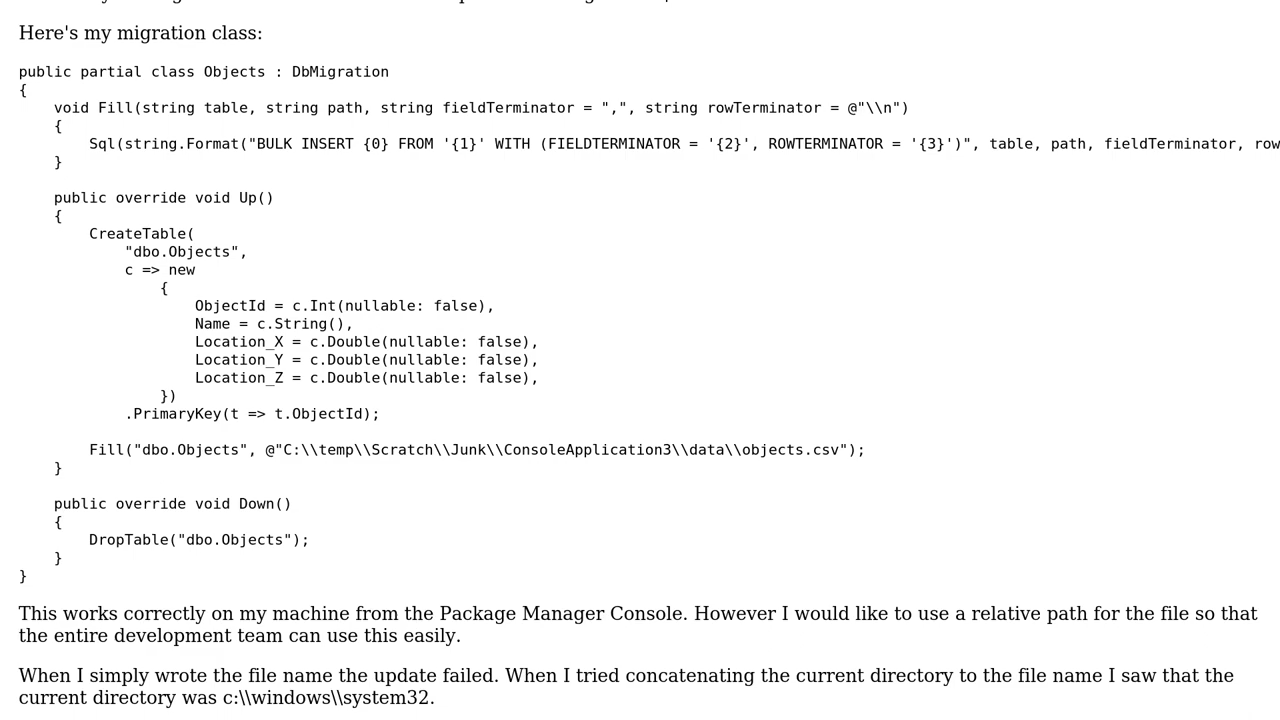 Here's my migration class:
public partial class Objects : DbMigration
{
    void Fill(string table, string path, string fieldTerminator = ",", string rowTerminator = @"\\n")
    {
        Sql(string.Format("BULK INSERT {0} FROM '{1}' WITH (FIELDTERMINATOR = '{2}', ROWTERMINATOR = '{3}')", table, path, fieldTerminator, row
    }
    public override void Up()
    {
        CreateTable(
            "dbo.Objects",
            c => new
                {
                    ObjectId = c.Int(nullable: false),
                    Name = c.String(),
                    Location_X = c.Double(nullable: false),
                    Location_Y = c.Double(nullable: false),
                    Location_Z = c.Double(nullable: false),
                })
            .PrimaryKey(t => t.ObjectId);
        Fill("dbo.Objects", @"C:\\temp\\Scratch\\Junk\\ConsoleApplication3\\data\\objects.csv");
    }
    public override void Down()
    {
        DropTable("dbo.Objects");
    }
}
This works correctly on my machine from the Package Manager Console. However I would like to use a relative path for the file so that
the entire development team can use this easily.
When I simply wrote the file name the update failed. When I tried concatenating the current directory to the file name I saw that the
current directory was c:\\windows\\system32.